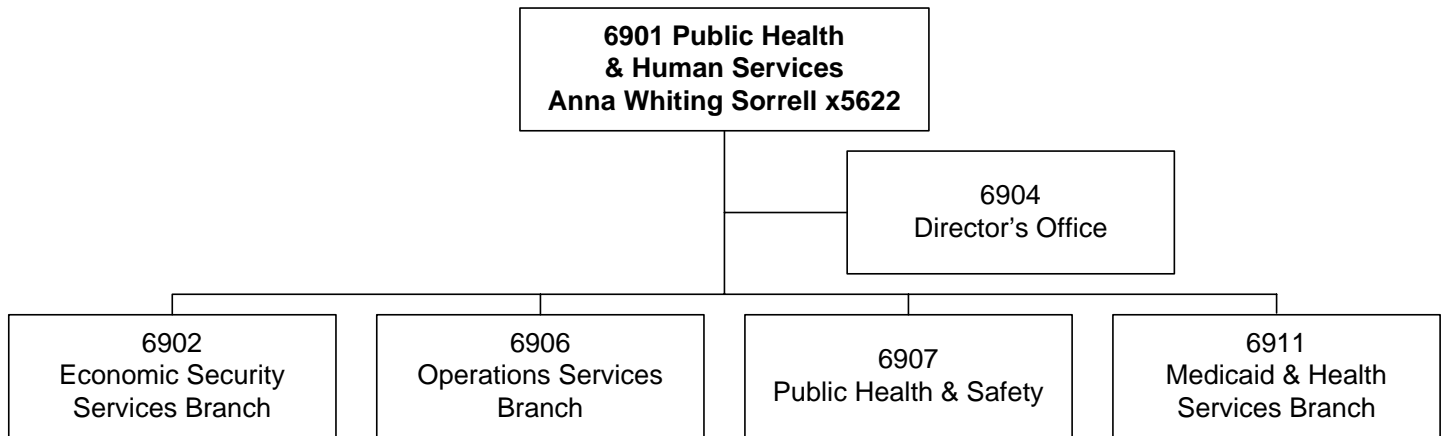 6901 Public Health
& Human Services
Anna Whiting Sorrell x5622
6904
Director’s Office
6902
Economic Security
Services Branch
6906
Operations Services
Branch
6907
Public Health & Safety
6911
Medicaid & Health
Services Branch